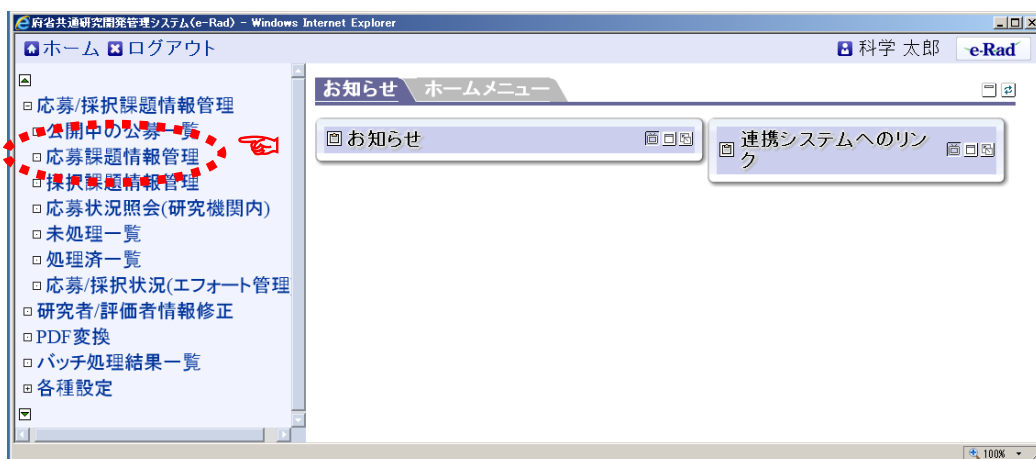 府省共通研究開発管理システム(e-Rad) - Windows Internet Explorer
ホーム ログアウト
科学 太郎
e-Rad
応募/採択課題情報管理
公開中の公募一覧
応募課題情報管理
採択課題情報管理
応募状況照会(研究機関内)
未処理一覧
処理済一覧
応募/採択状況(エフォート管理
研究者/評価者情報修正
PDF変換
バッチ処理結果一覧
各種設定
お知らせ ホームメニュー
お知らせ
連携システムへのリン
ク
100%